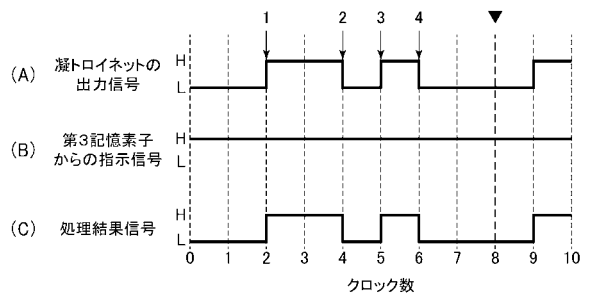 1 2 3 4 ▼
(A) 凝トロイネットの
出力信号
H
L
(B) 第3記憶素子
からの指示信号
H
L
(C) 処理結果信号
H
L
0 1 2 3 4 5 6 7 8 9 10
クロック数